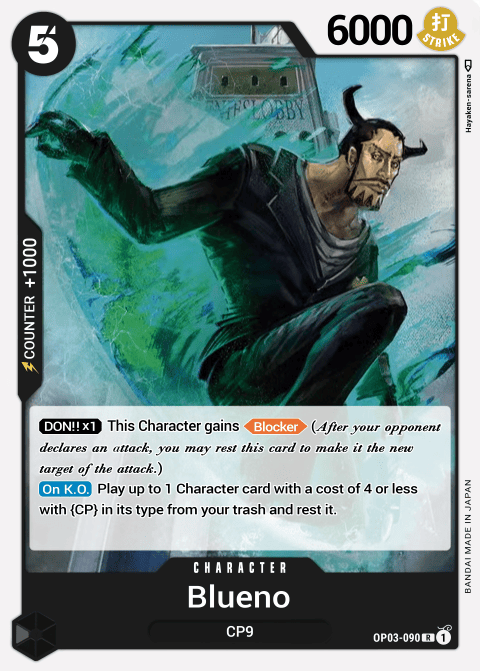 5
6000
打
STRIKE
Hayaken-sarena
COUNTER +1000
DON!!×1 This Character gains Blocker (After your opponent
declares an attack, you may rest this card to make it the new
target of the attack.)
On K.O. Play up to 1 Character card with a cost of 4 or less
with {CP} in its type from your trash and rest it.
BANDAI MADE IN JAPAN
CHARACTER
Blueno
CP9
OP03-090 R 1